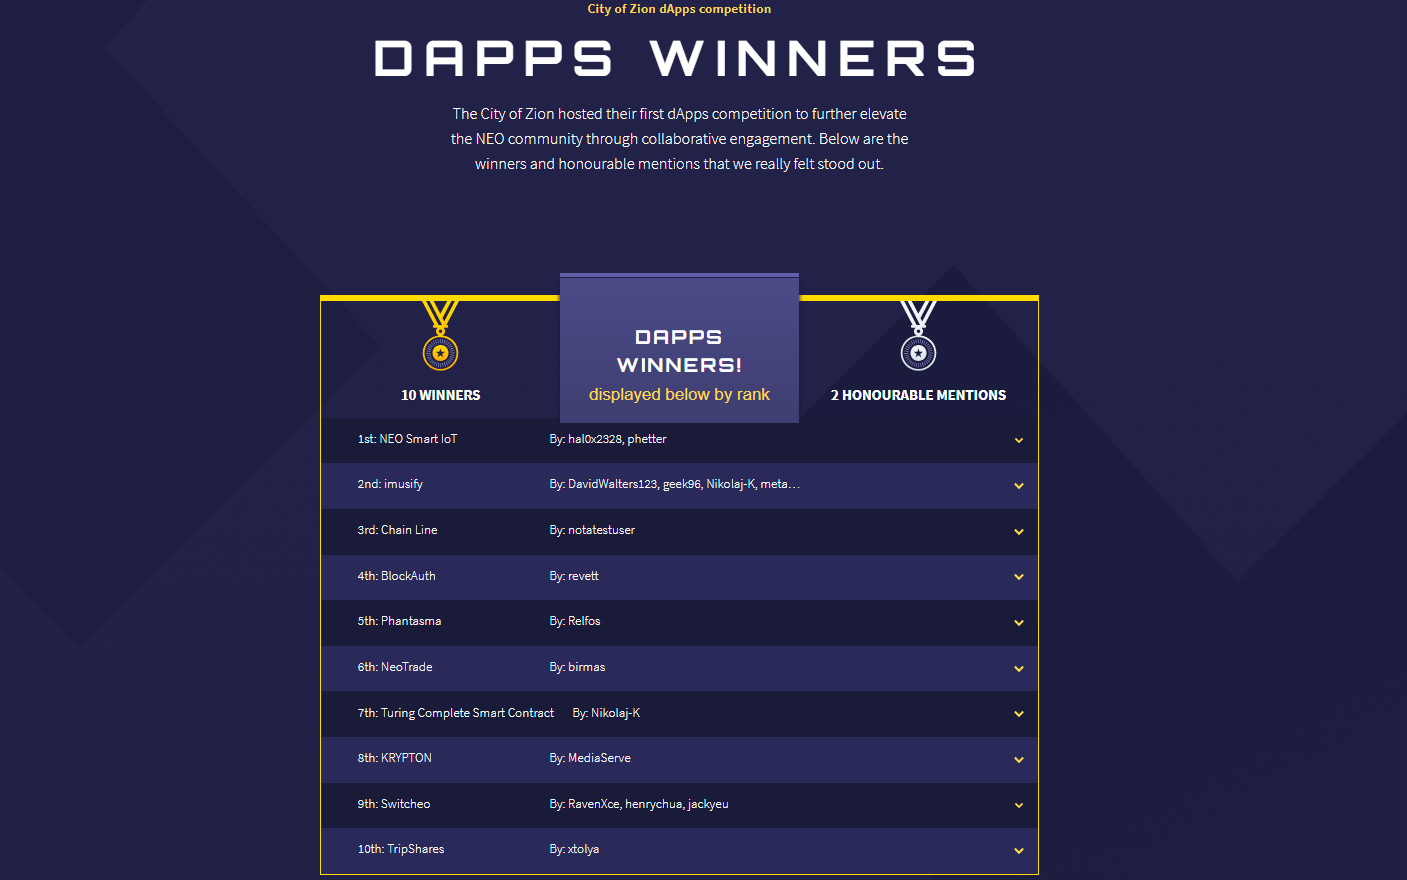 City of Zion dApps competition
DAPPS WINNERS
The City of Zion hosted their first dApps competition to further elevate
the NEO community through collaborative engagement. Below are the
winners and honourable mentions that we really felt stood out.
10 WINNERS
DAPPS
WINNERS!
displayed below by rank
2 HONOURABLE MENTIONS
1st: NEO Smart IoT By: hal0x2328, phetter
2nd: imusify By: DavidWalters123, geek96, Nikolaj-K, meta...
3rd: Chain Line By: notatestuser
4th: BlockAuth By: revett
5th: Phantasma By: Relfos
6th: NeoTrade By: birmas
7th: Turing Complete Smart Contract By: Nikolaj-K
8th: KRYPTON By: MediaServe
9th: Switcheo By: RavenXce, henrychua, jackyeu
10th: TripShares By: xtolya